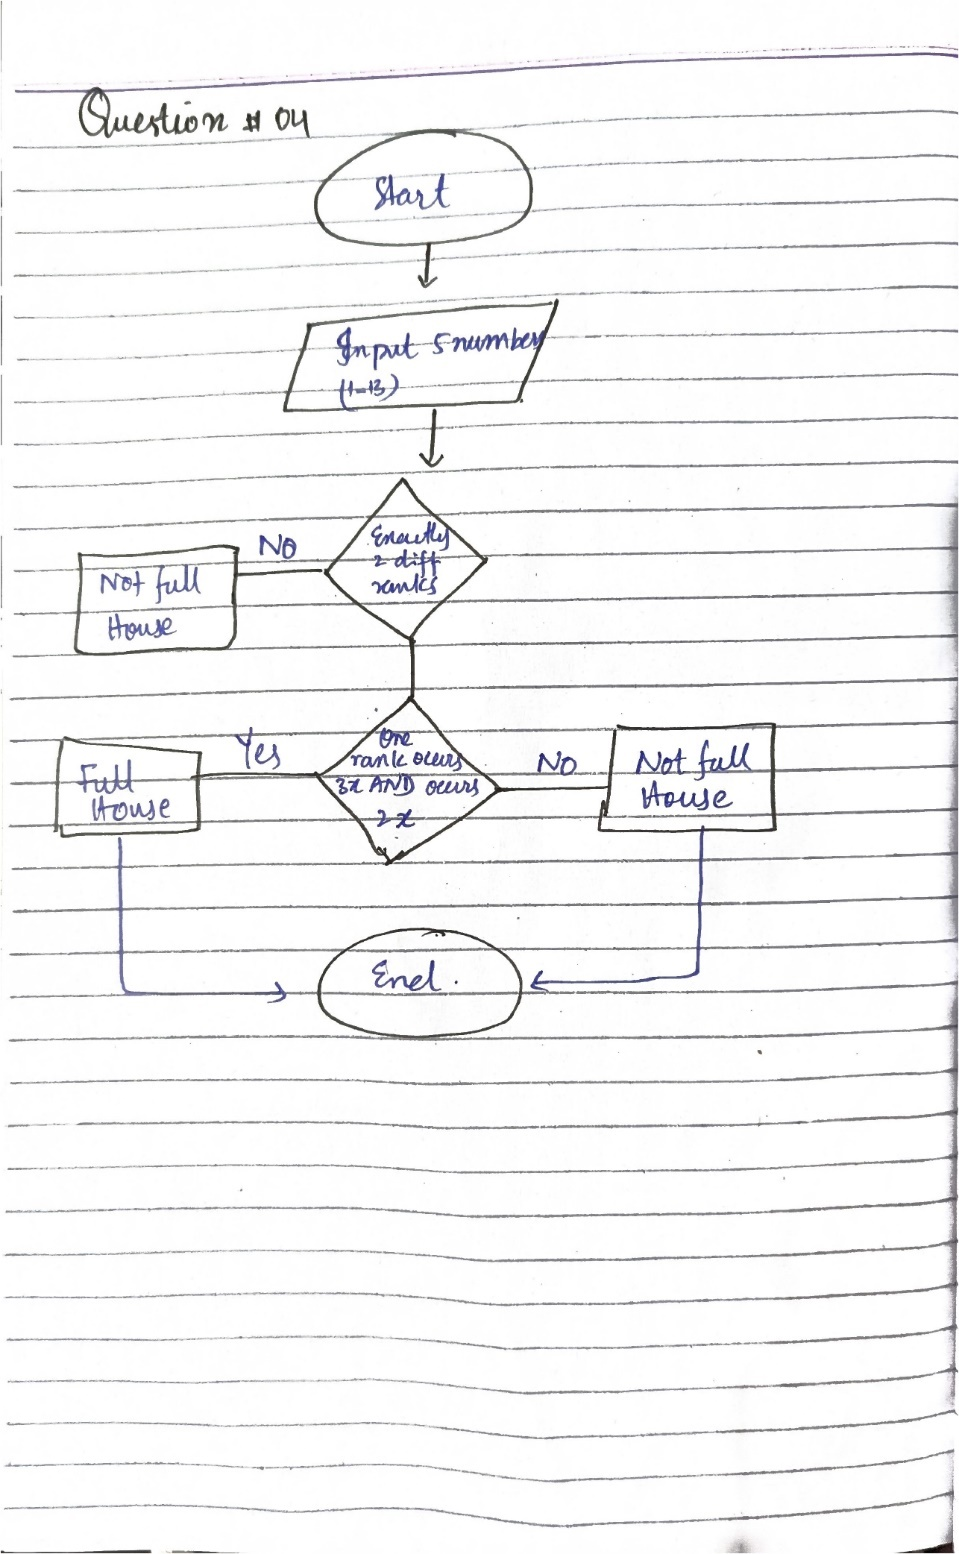 Question # 04
Start
Input 5 number
(1-13)
Exactly
2 diff
ranks
NO
Not full
House
One
rank occurs
3x AND occurs
2x
Yes
Full
House
NO
Not full
House
End.